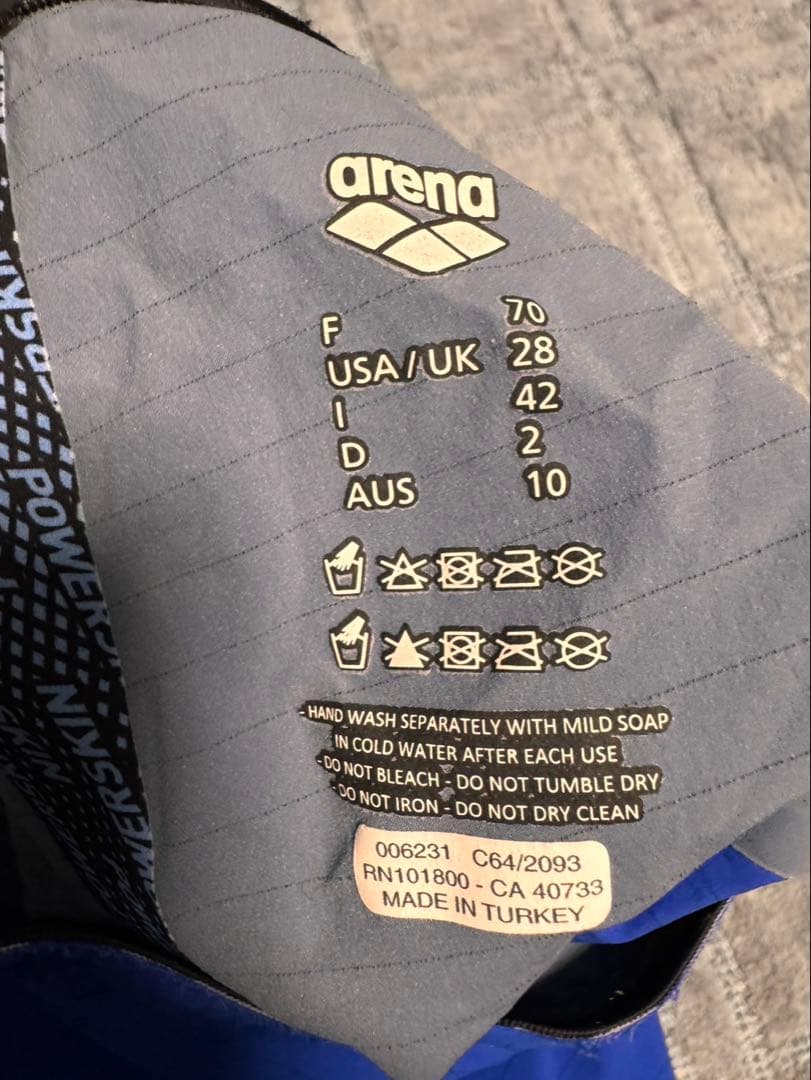 arena
F 70
USA/UK 28
I 42
D 2
AUS 10
- HAND WASH SEPARATELY WITH MILD SOAP
IN COLD WATER AFTER EACH USE
- DO NOT BLEACH - DO NOT TUMBLE DRY
- DO NOT IRON - DO NOT DRY CLEAN
006231 C64/2093
RN101800 - CA 40733
MADE IN TURKEY
POWERSKIN
POWERSKIN